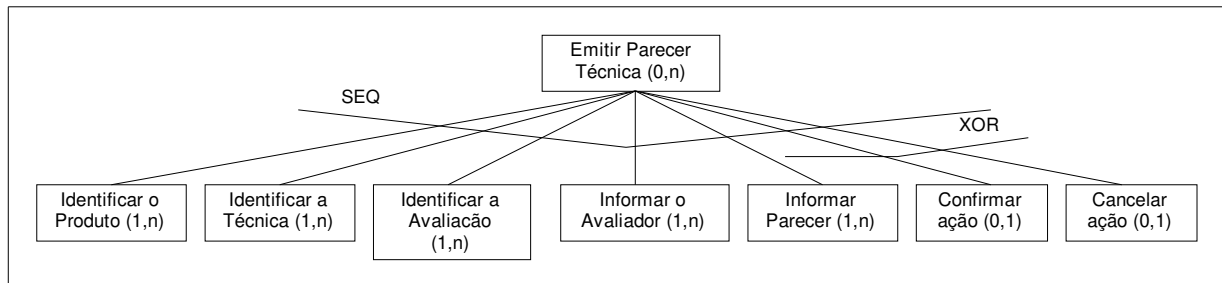 Emitir Parecer
Técnica (0,n)
SEQ
XOR
Identificar o
Produto (1,n)
Identificar a
Técnica (1,n)
Identificar a
Avaliacão
(1,n)
Informar o
Avaliador (1,n)
Informar
Parecer (1,n)
Confirmar
ação (0,1)
Cancelar
ação (0,1)